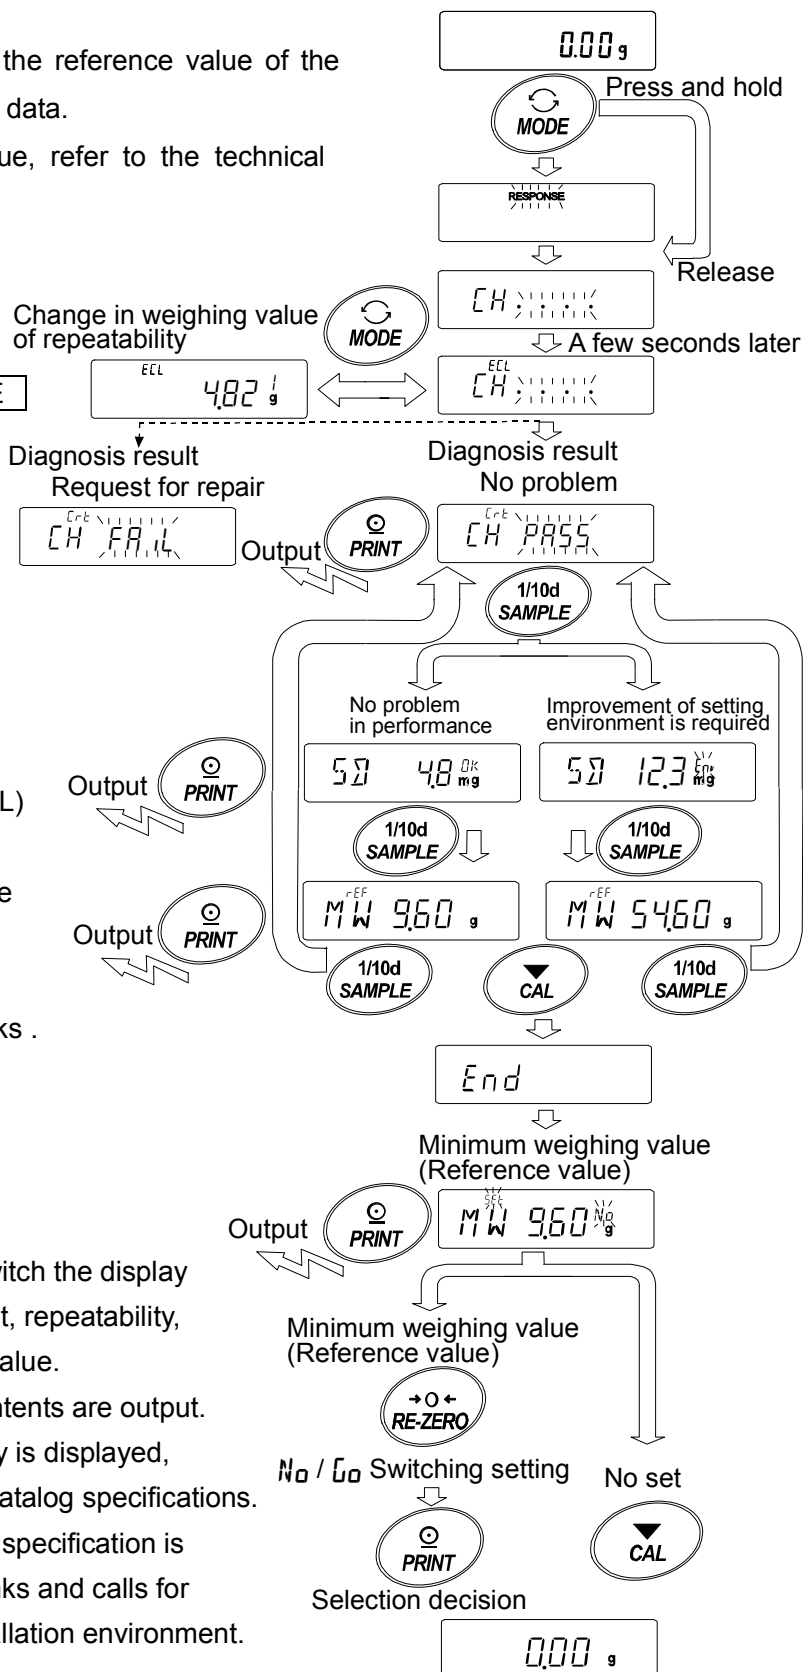 0.00 g
the reference value of the
Press and hold
MODE
data.
ue, refer to the technical
RESPONSE
Release
CH
Change in weighing value
of repeatability
MODE
A few seconds later
ECL
4.82 1 g
ECL
CH
E
Diagnosis result
Request for repair
Diagnosis result
No problem
Crt
CH FAiL
Output
PRINT
Crt
CH PASS
1/10d
SAMPLE
No problem
in performance
Improvement of setting
environment is required
Output
PRINT
SD 4.8 OK mg
SD 12.3 mg
L)
1/10d
SAMPLE
1/10d
SAMPLE
e
Output
PRINT
rEF
MW 9.60 g
rEF
MW 54.60 g
1/10d
SAMPLE
CAL
1/10d
SAMPLE
ks .
End
Minimum weighing value
(Reference value)
Output
PRINT
SEt
MW 9.60 No g
vitch the display
t, repeatability,
alue.
Minimum weighing value
(Reference value)
ntents are output.
→0←
RE-ZERO
y is displayed,
No / Go Switching setting
No set
atalog specifications.
specification is
PRINT
CAL
nks and calls for
Selection decision
allation environment.
0.00 g